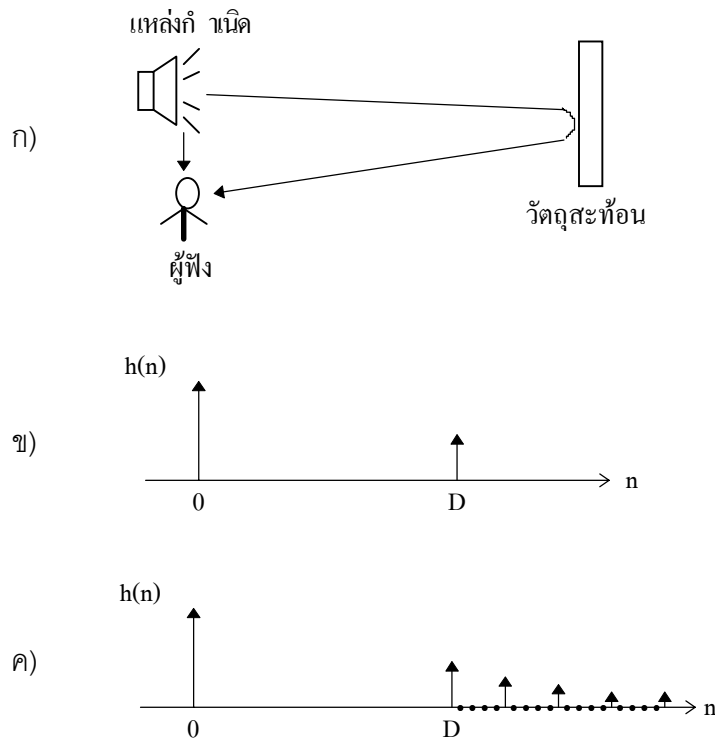 แหล่งกำเนิด
ก)
วัตถุสะท้อน
ผู้ฟัง
h(n)
ข)
n
0
D
h(n)
ค)
n
0
D